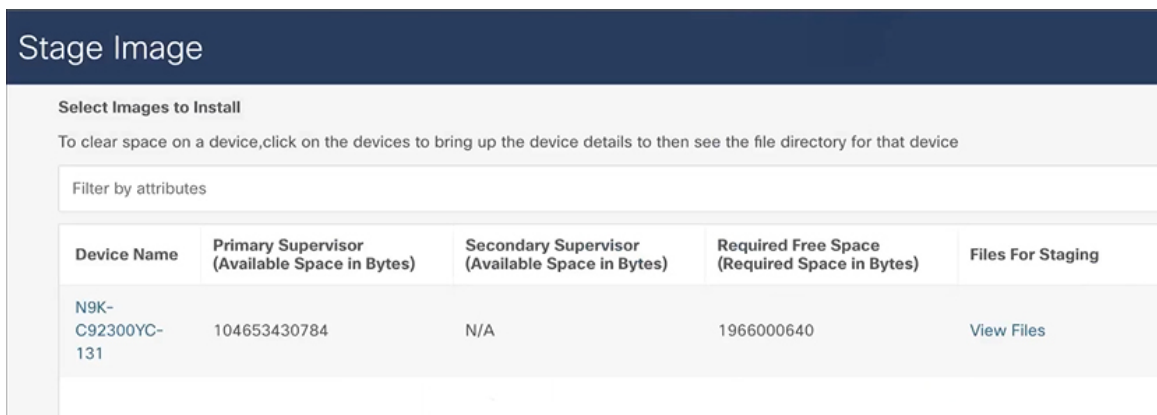 Stage Image
Select Images to Install
To clear space on a device,click on the devices to bring up the device details to then see the file directory for that device
Filter by attributes
Device Name
Primary Supervisor
(Available Space in Bytes)
Secondary Supervisor
(Available Space in Bytes)
Required Free Space
(Required Space in Bytes)
Files For Staging
N9K-
C92300YC-
131
104653430784
N/A
1966000640
View Files